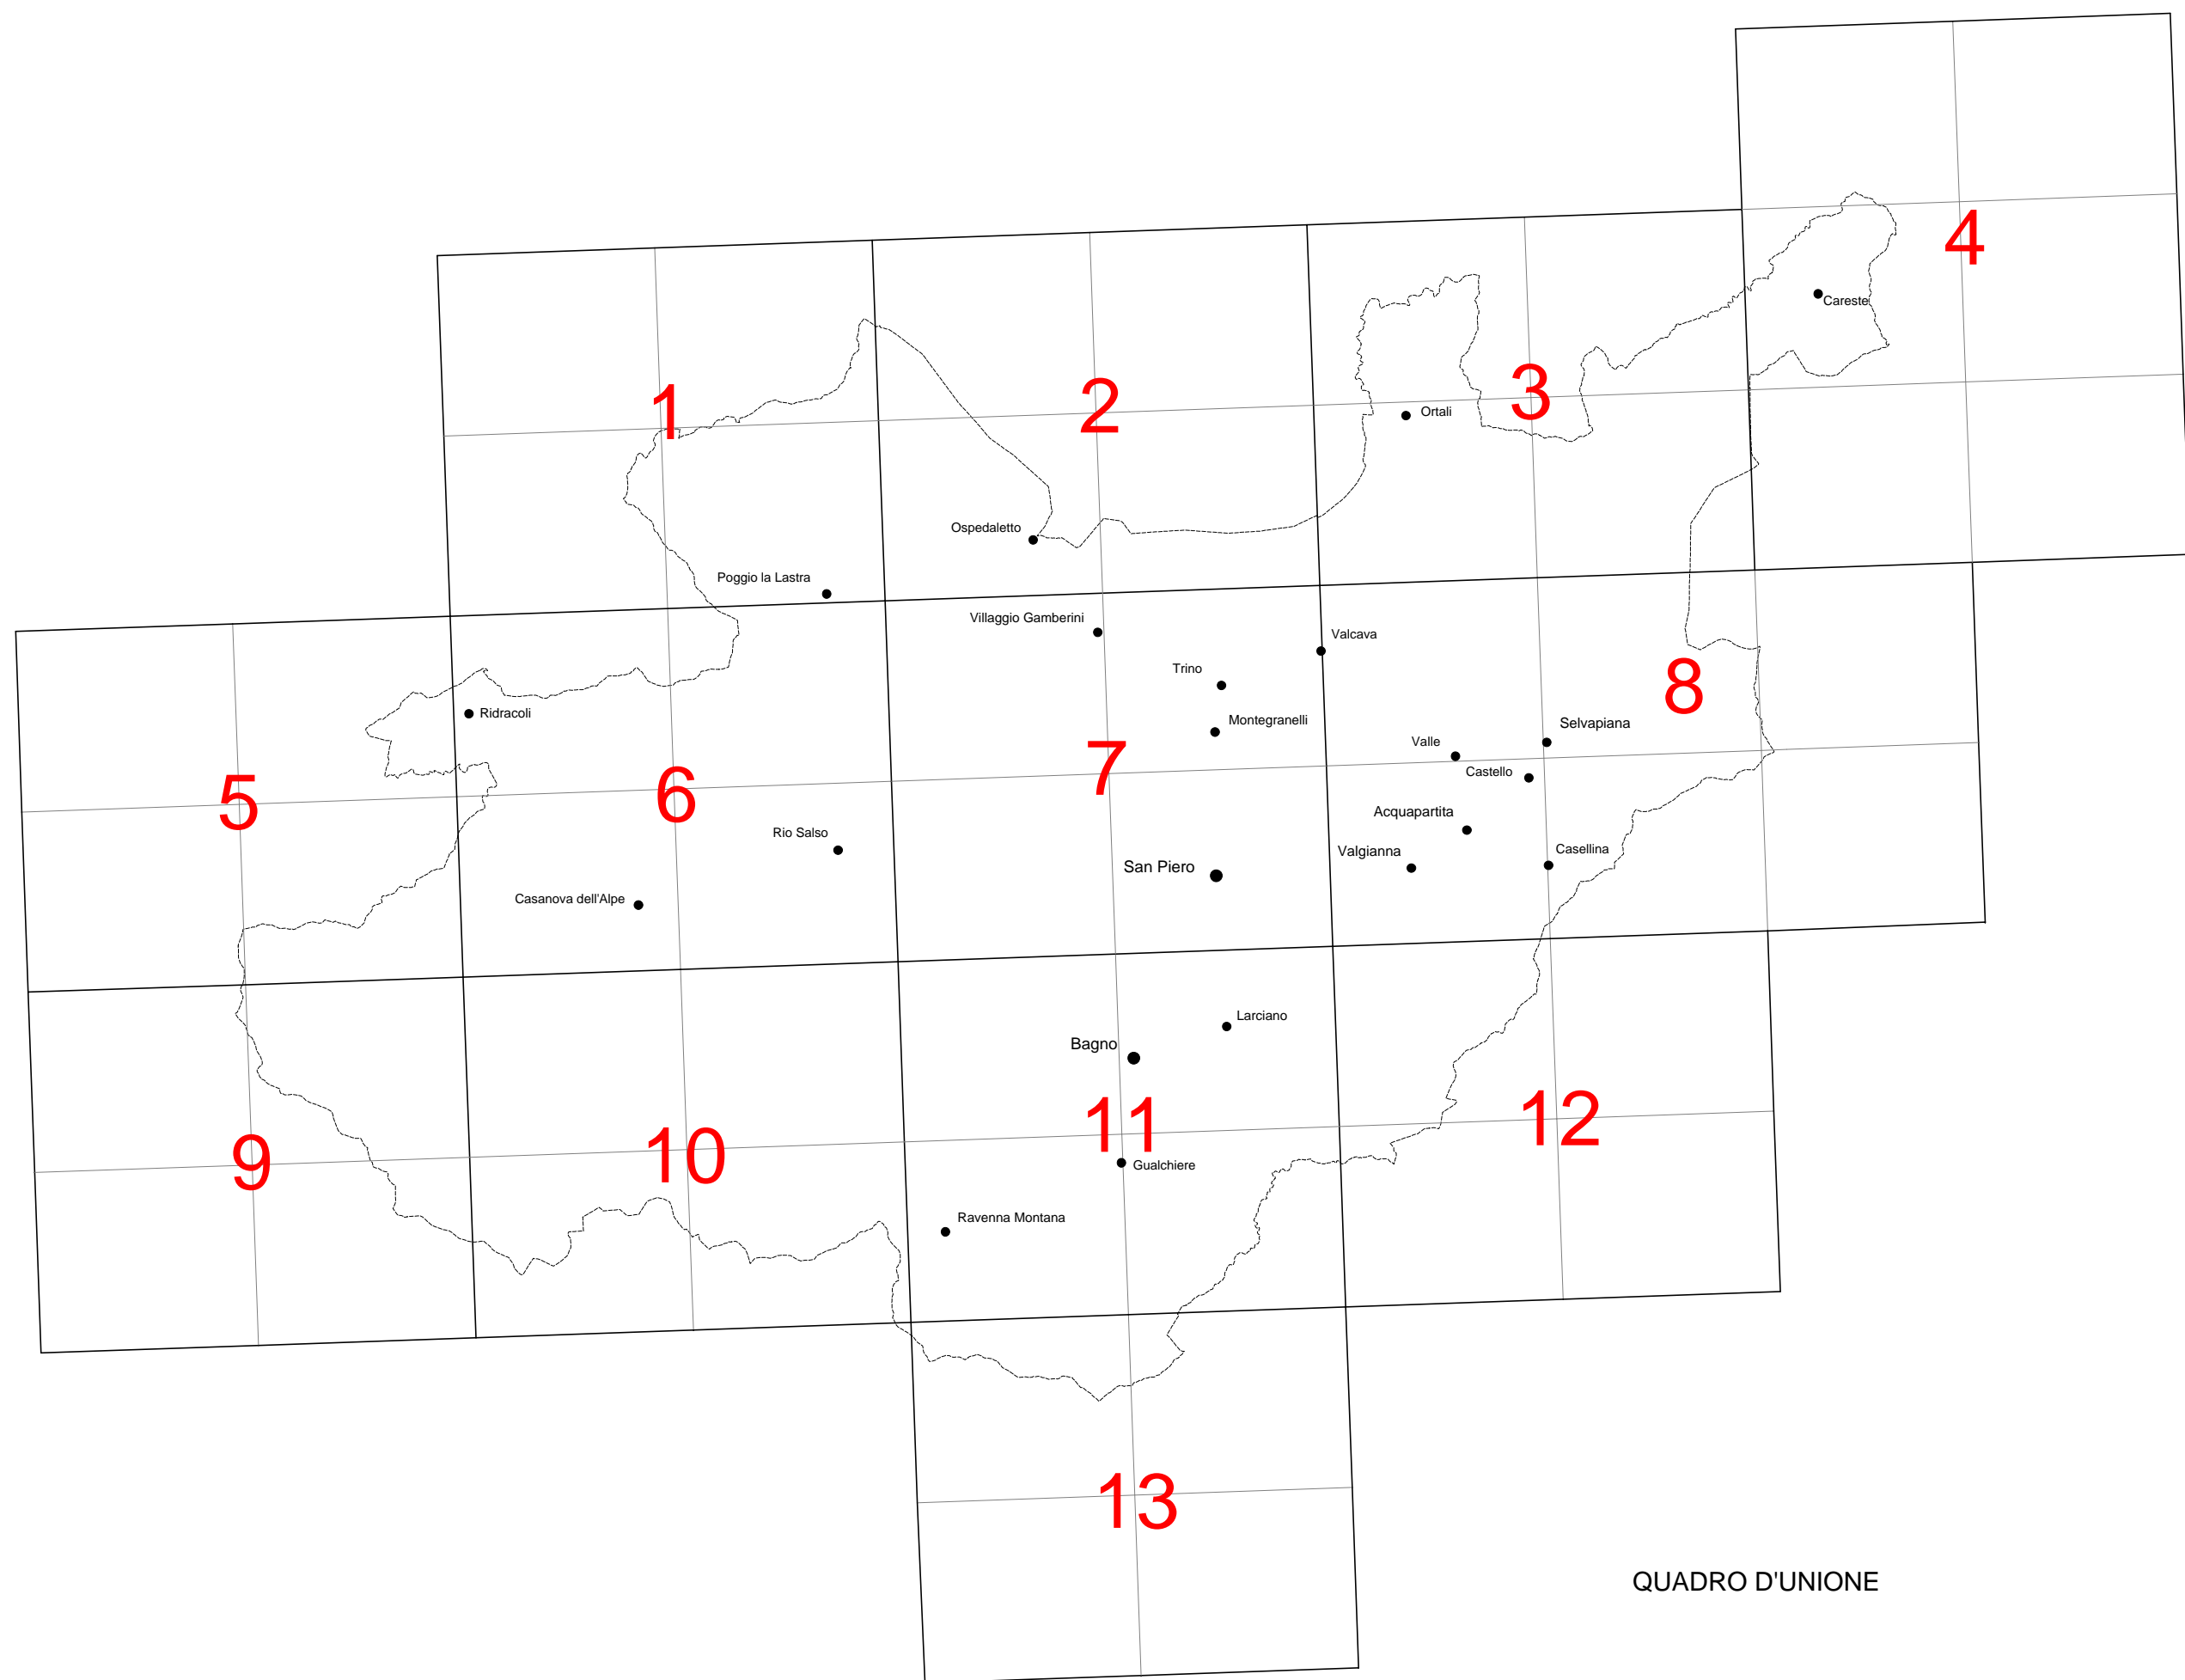 4
Careste
1
2
3
Ortali
Ospedaletto
Poggio la Lastra
Villaggio Gamberini
Valcava
Trino
8
Ridracoli
Montegranelli
Selvapiana
Valle
7
Castello
5
6
Acquapartita
Rio Salso
Valgianna
Casellina
San Piero
Casanova dell'Alpe
Larciano
Bagno
11
12
9
10
Gualchiere
Ravenna Montana
13
QUADRO D'UNIONE